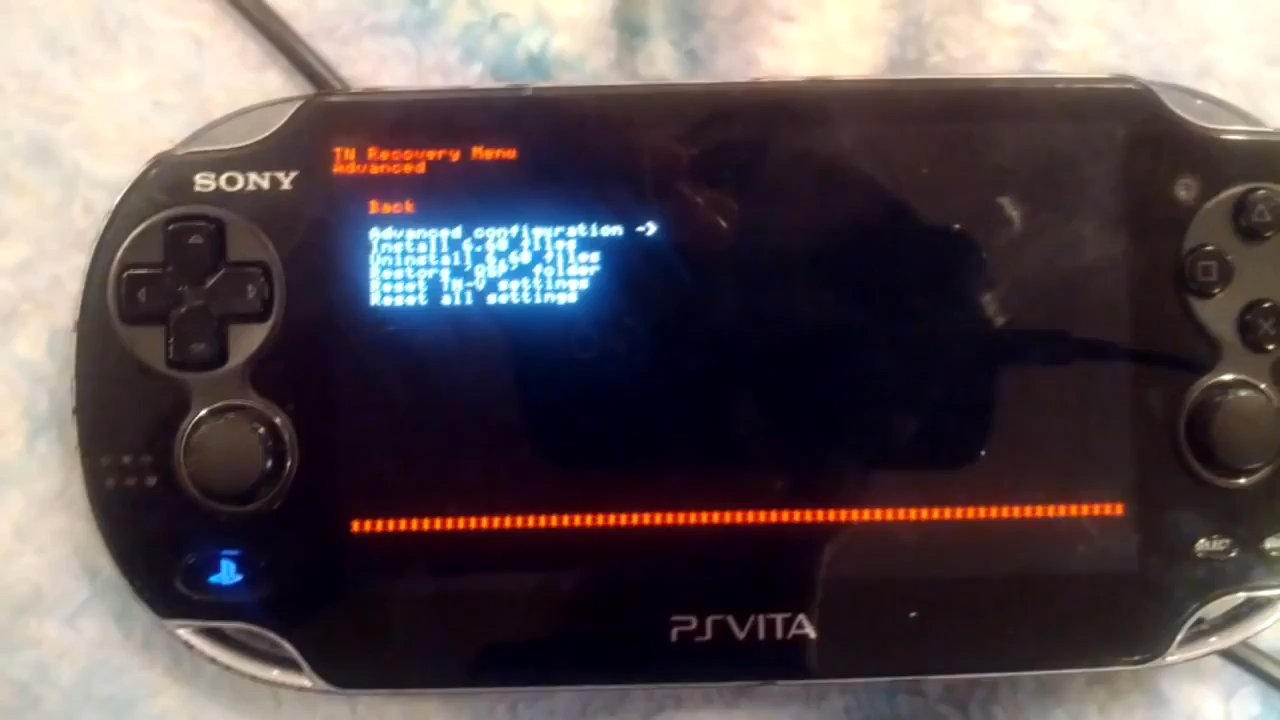 TN Recovery Menu
Advanced
SONY
Back
Advanced configuration ->
Install 6.60 files
Uninstall 6.60 files
Restore 'QSP' folder
Reset TN-V settings
Reset all settings
PSVITA